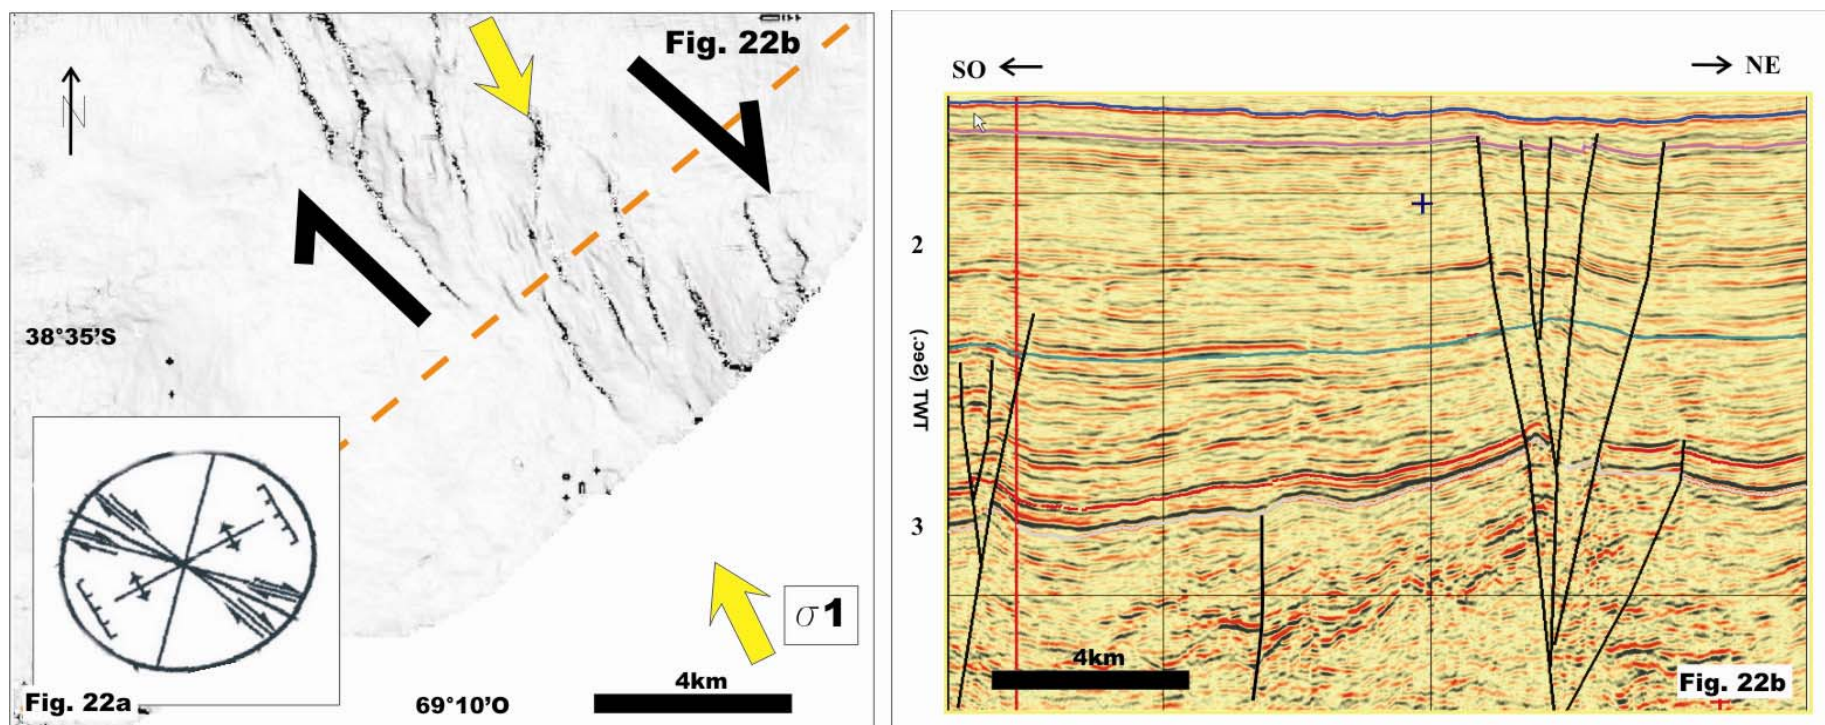 Fig. 22b
N
38°35'S
σ1
4km
69°10'O
Fig. 22a
SO
NE
2
TWT (Sec.)
3
4km
Fig. 22b